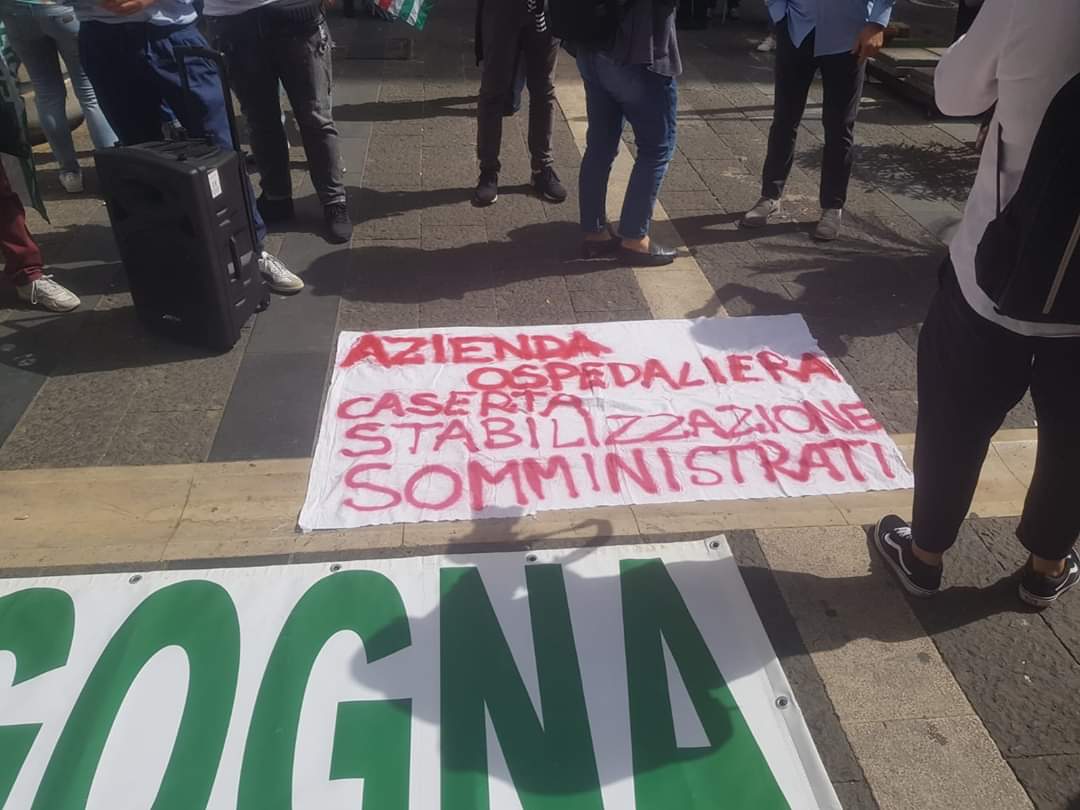 AZIENDA
OSPEDALIERA
CASERTA
STABILIZZAZIONE
SOMMINISTRATI
GOGNA